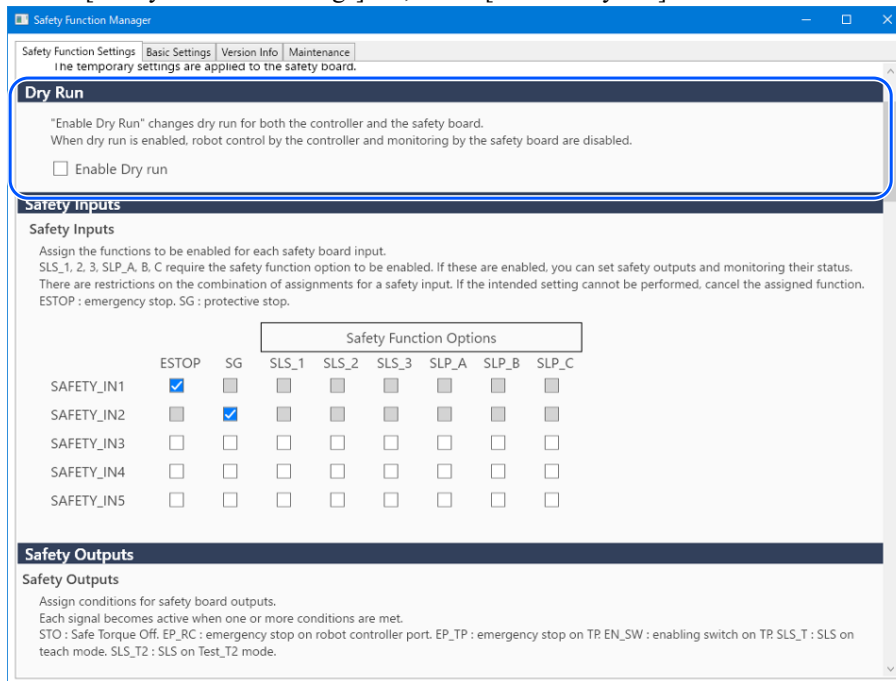 Safety Function Manager
Safety Function Settings Basic Settings Version Info Maintenance
The temporary settings are applied to the safety board.
Dry Run
"Enable Dry Run" changes dry run for both the controller and the safety board.
When dry run is enabled, robot control by the controller and monitoring by the safety board are disabled.
Enable Dry run
Safety Inputs
Safety Inputs
Assign the functions to be enabled for each safety board input.
SLS_1, 2, 3, SLP_A, B, C require the safety function option to be enabled. If these are enabled, you can set safety outputs and monitoring their status.
There are restrictions on the combination of assignments for a safety input. If the intended setting cannot be performed, cancel the assigned function.
ESTOP : emergency stop. SG : protective stop.
Safety Function Options
ESTOP SG SLS_1 SLS_2 SLS_3 SLP_A SLP_B SLP_C
SAFETY_IN1
SAFETY_IN2
SAFETY_IN3
SAFETY_IN4
SAFETY_IN5
Safety Outputs
Safety Outputs
Assign conditions for safety board outputs.
Each signal becomes active when one or more conditions are met.
STO : Safe Torque Off. EP_RC : emergency stop on robot controller port. EP_TP : emergency stop on TP. EN_SW : enabling switch on TP. SLS_T : SLS on
teach mode. SLS_T2 : SLS on Test_T2 mode.